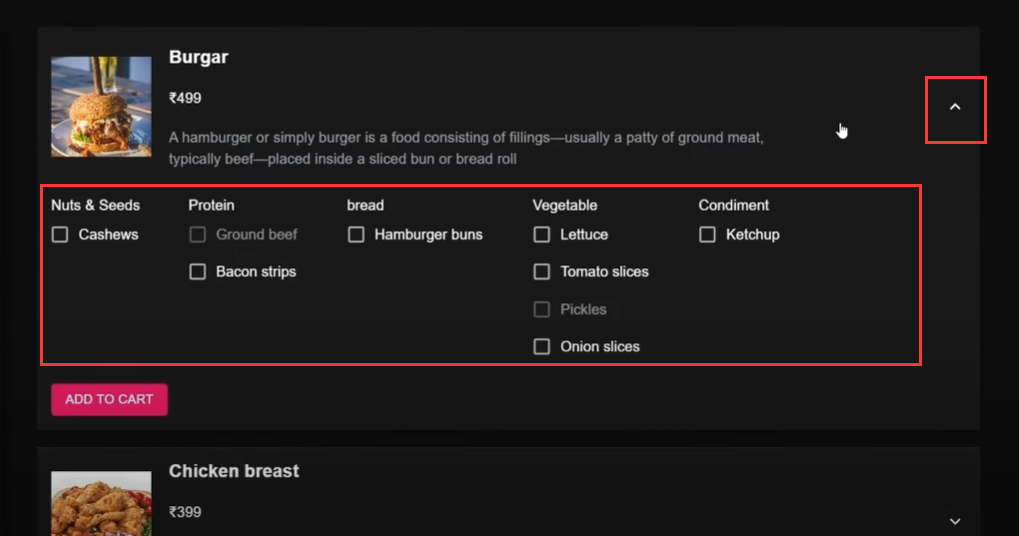 Burgar
₹499
A hamburger or simply burger is a food consisting of fillings—usually a patty of ground meat,
typically beef—placed inside a sliced bun or bread roll
Nuts & Seeds
Cashews
Protein
Ground beef
Bacon strips
bread
Hamburger buns
Vegetable
Lettuce
Tomato slices
Pickles
Onion slices
Condiment
Ketchup
ADD TO CART
Chicken breast
₹399